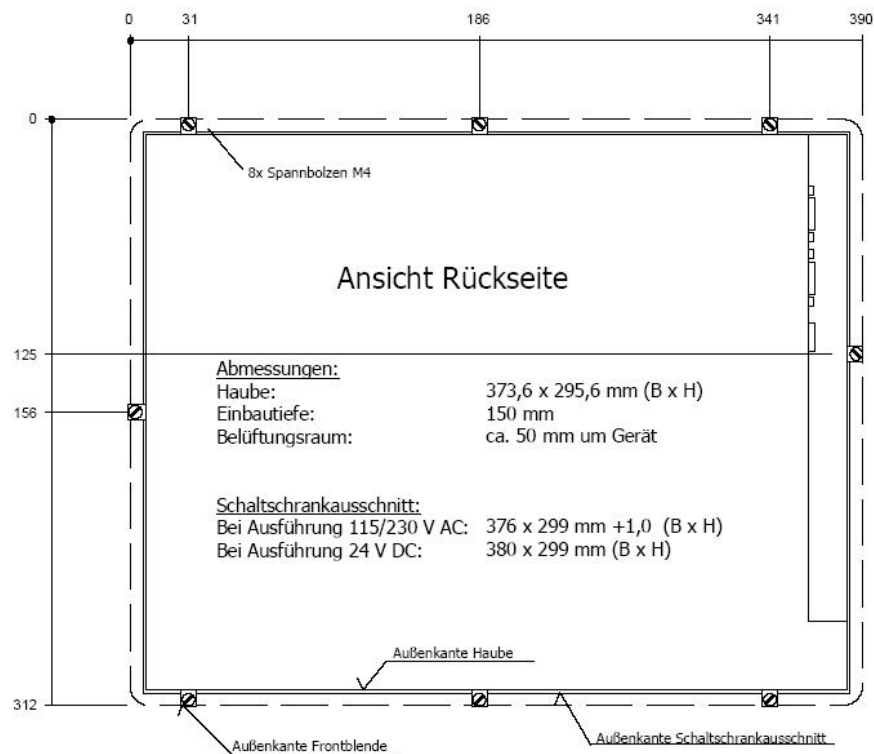 0 31 186 341 390
0
8x Spannbolzen M4
Ansicht Rückseite
125
Abmessungen:
Haube: 373,6 x 295,6 mm (B x H)
156 Einbautiefe: 150 mm
Belüftungsraum: ca. 50 mm um Gerät
Schaltschrankausschnitt:
Bei Ausführung 115/230 V AC: 376 x 299 mm +1,0 (B x H)
Bei Ausführung 24 V DC: 380 x 299 mm (B x H)
Außenkante Haube
312
Außenkante Frontblende
Außenkante Schaltschrankausschnitt